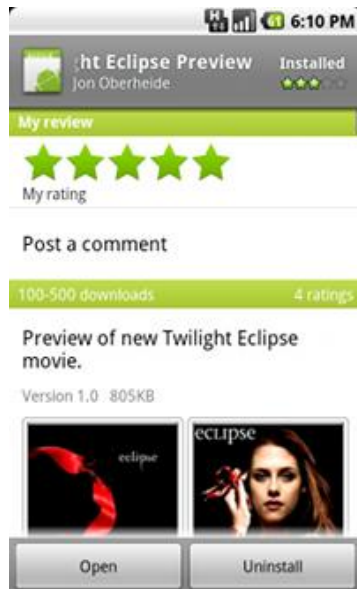 6:10 PM
ght Eclipse Preview
Installed
Jon Oberheide
My review
My rating
Post a comment
100-500 downloads
4 ratings
Preview of new Twilight Eclipse
movie.
Version 1.0 805KB
eclipse
eclipse
Open
Uninstall